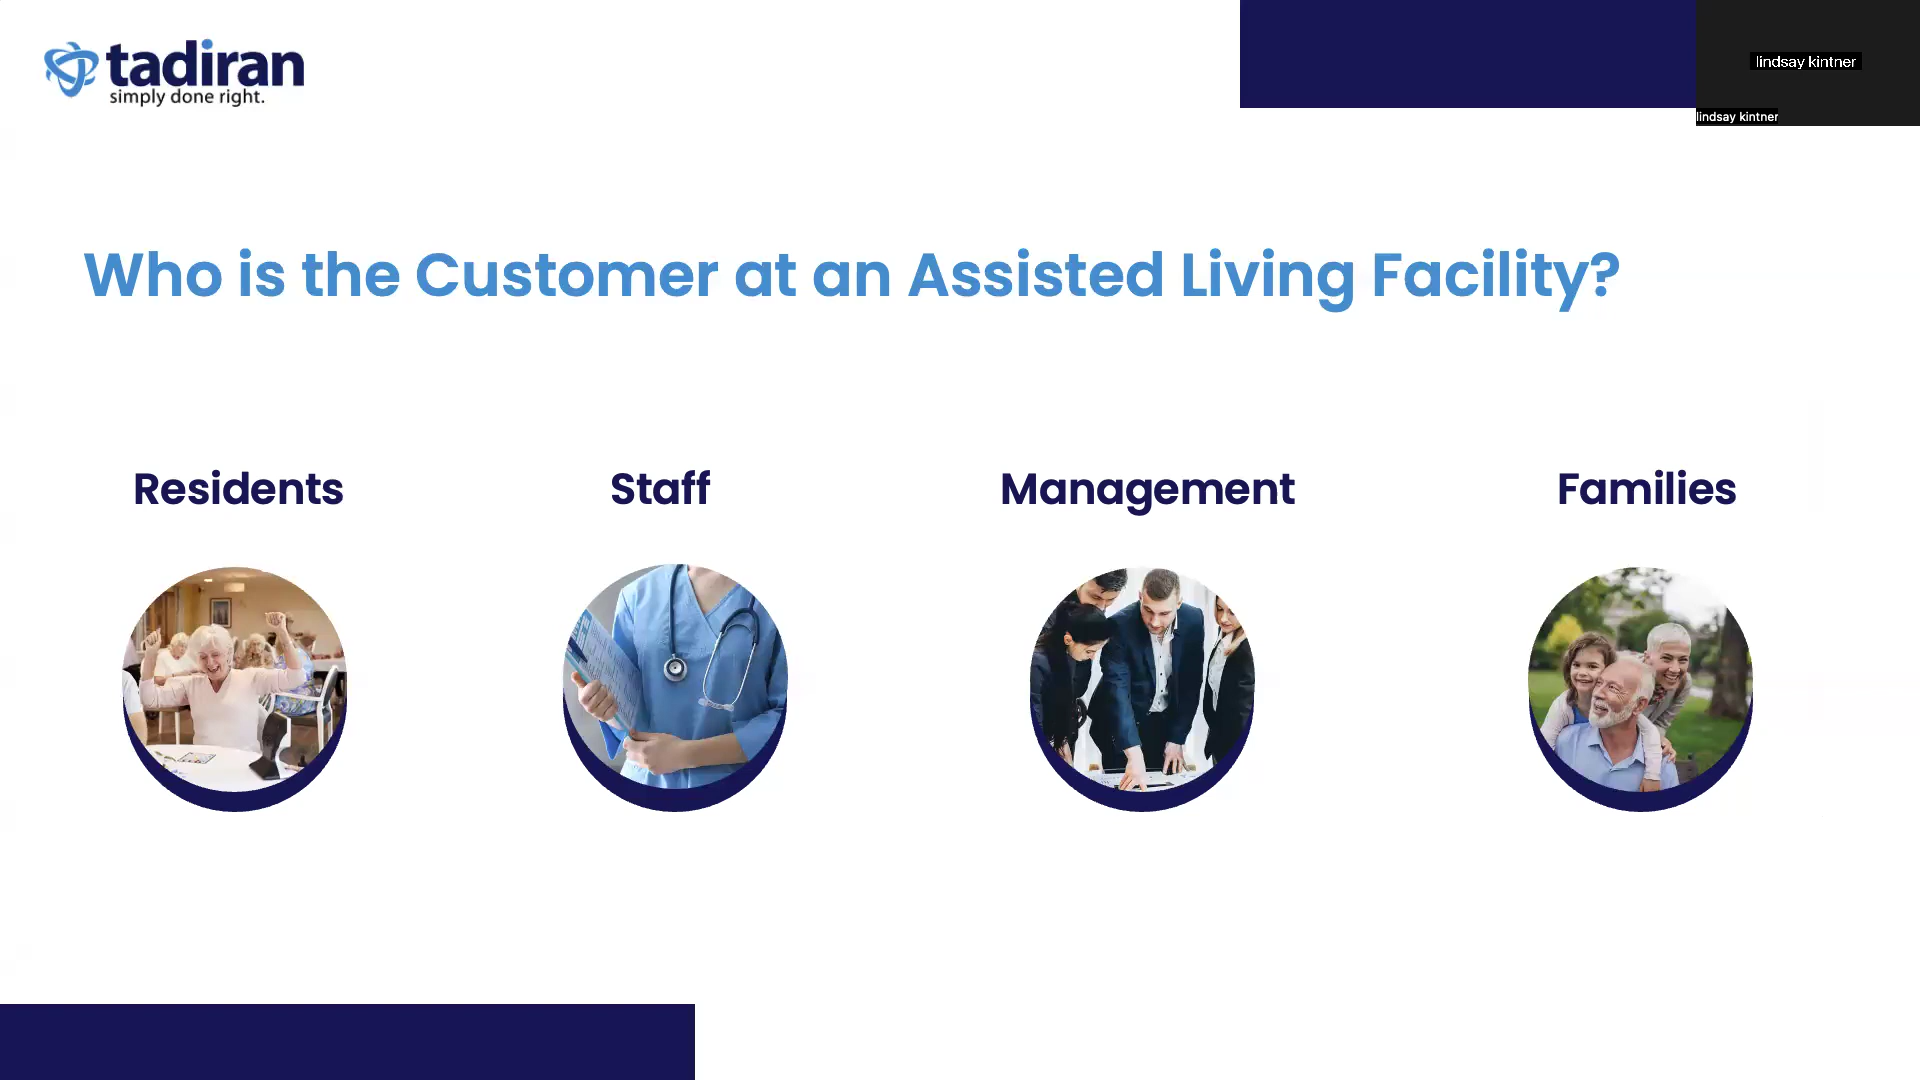 tadiran
simply done right.
lindsay kintner
lindsay kintner
Who is the Customer at an Assisted Living Facility?
Residents
Staff
Management
Families